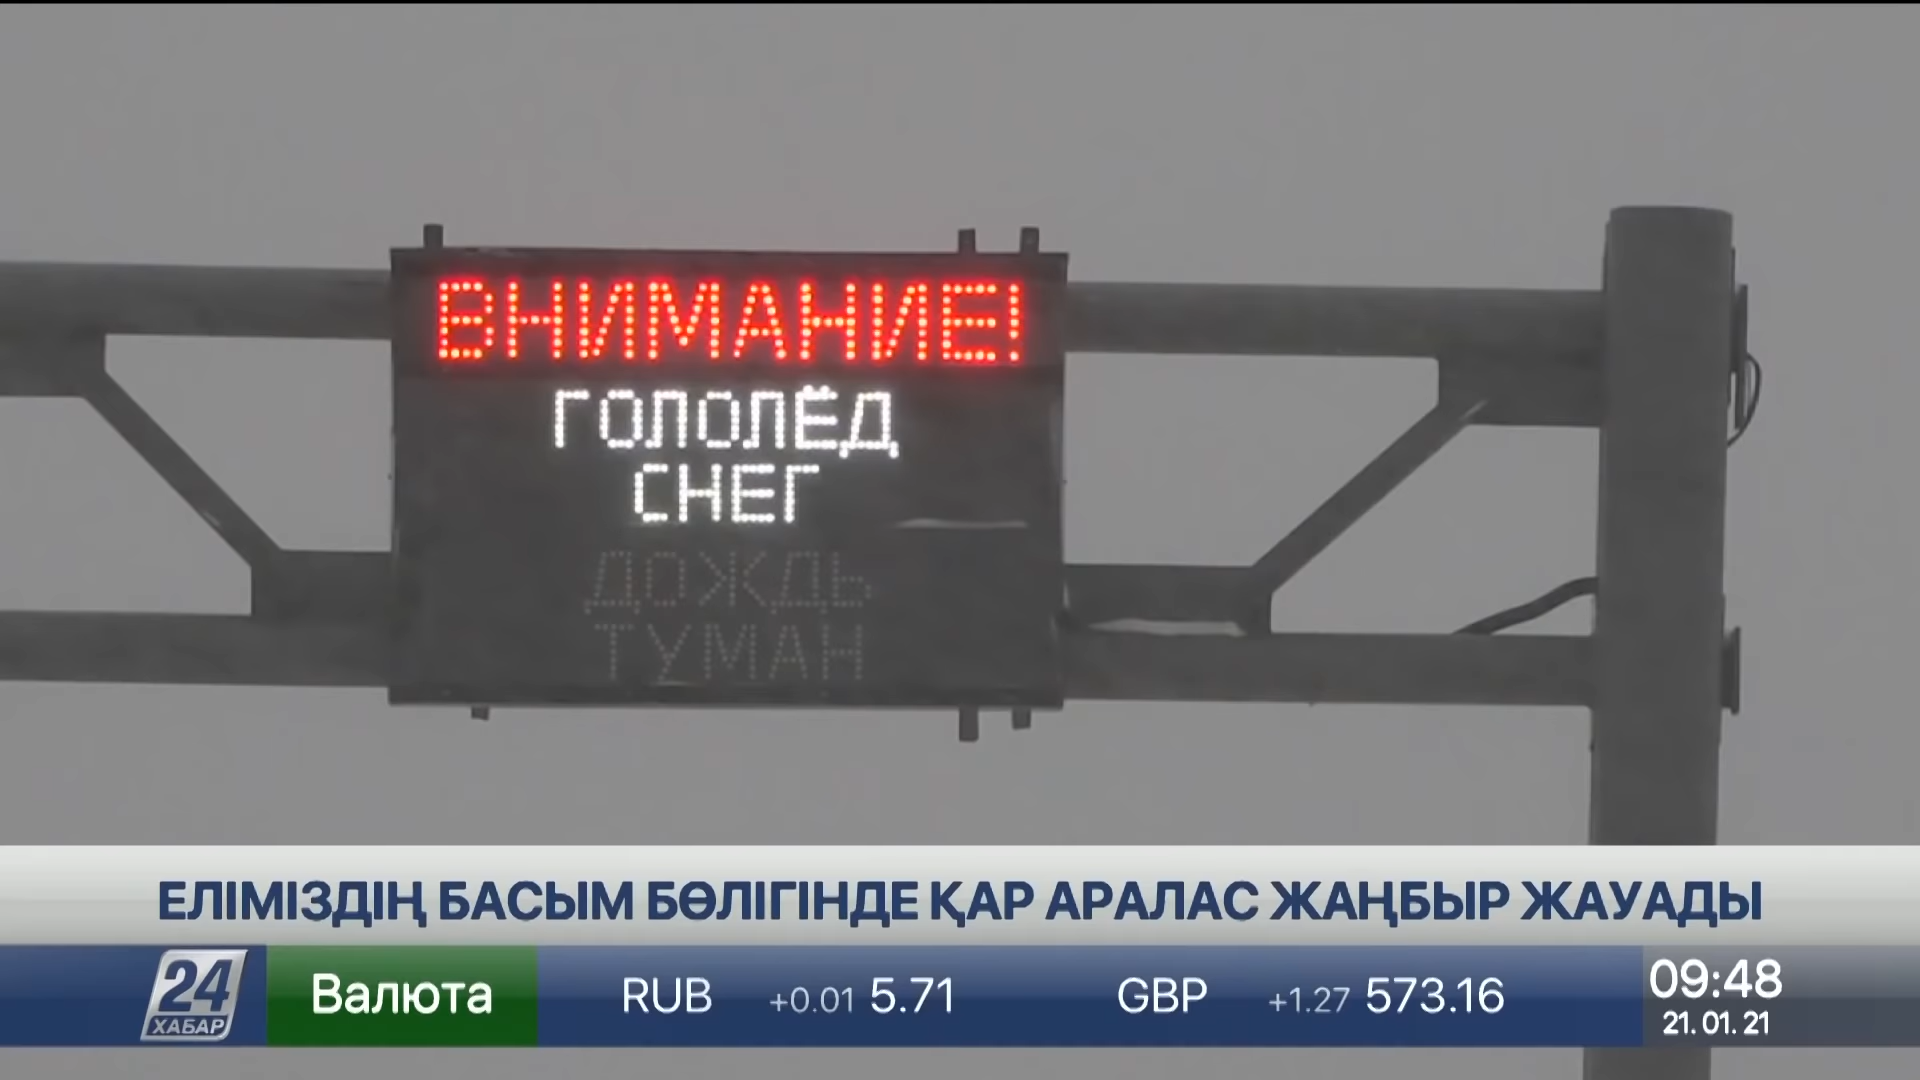 ВНИМАНИЕ!
ГОЛОЛЁД
СНЕГ
ДОЖДЬ
ТУМАН
ЕЛІМІЗДІҢ БАСЫМ БӨЛІГІНДЕ ҚАР АРАЛАС ЖАҢБЫР ЖАУАДЫ
24 ХАБАР
Валюта RUB +0.01 5.71 GBP +1.27 573.16
09:48
21.01.21